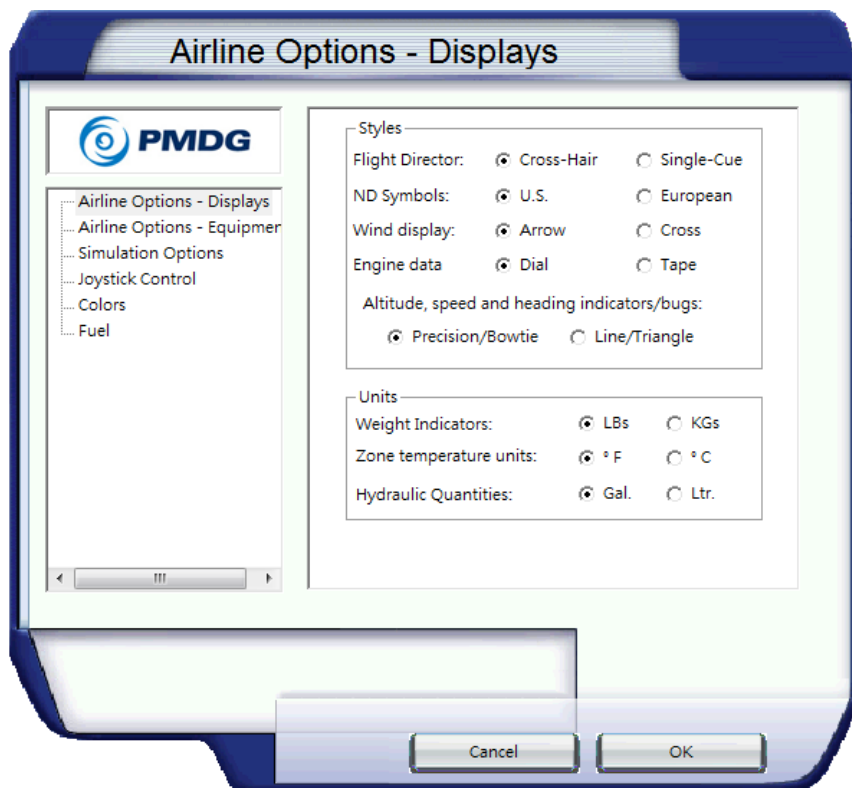 Airline Options - Displays
PMDG
Airline Options - Displays
Airline Options - Equipmen
Simulation Options
Joystick Control
Colors
Fuel
Styles
Flight Director: Cross-Hair Single-Cue
ND Symbols: U.S. European
Wind display: Arrow Cross
Engine data Dial Tape
Altitude, speed and heading indicators/bugs:
Precision/Bowtie Line/Triangle
Units
Weight Indicators: LBs KGs
Zone temperature units: ° F ° C
Hydraulic Quantities: Gal. Ltr.
Cancel OK